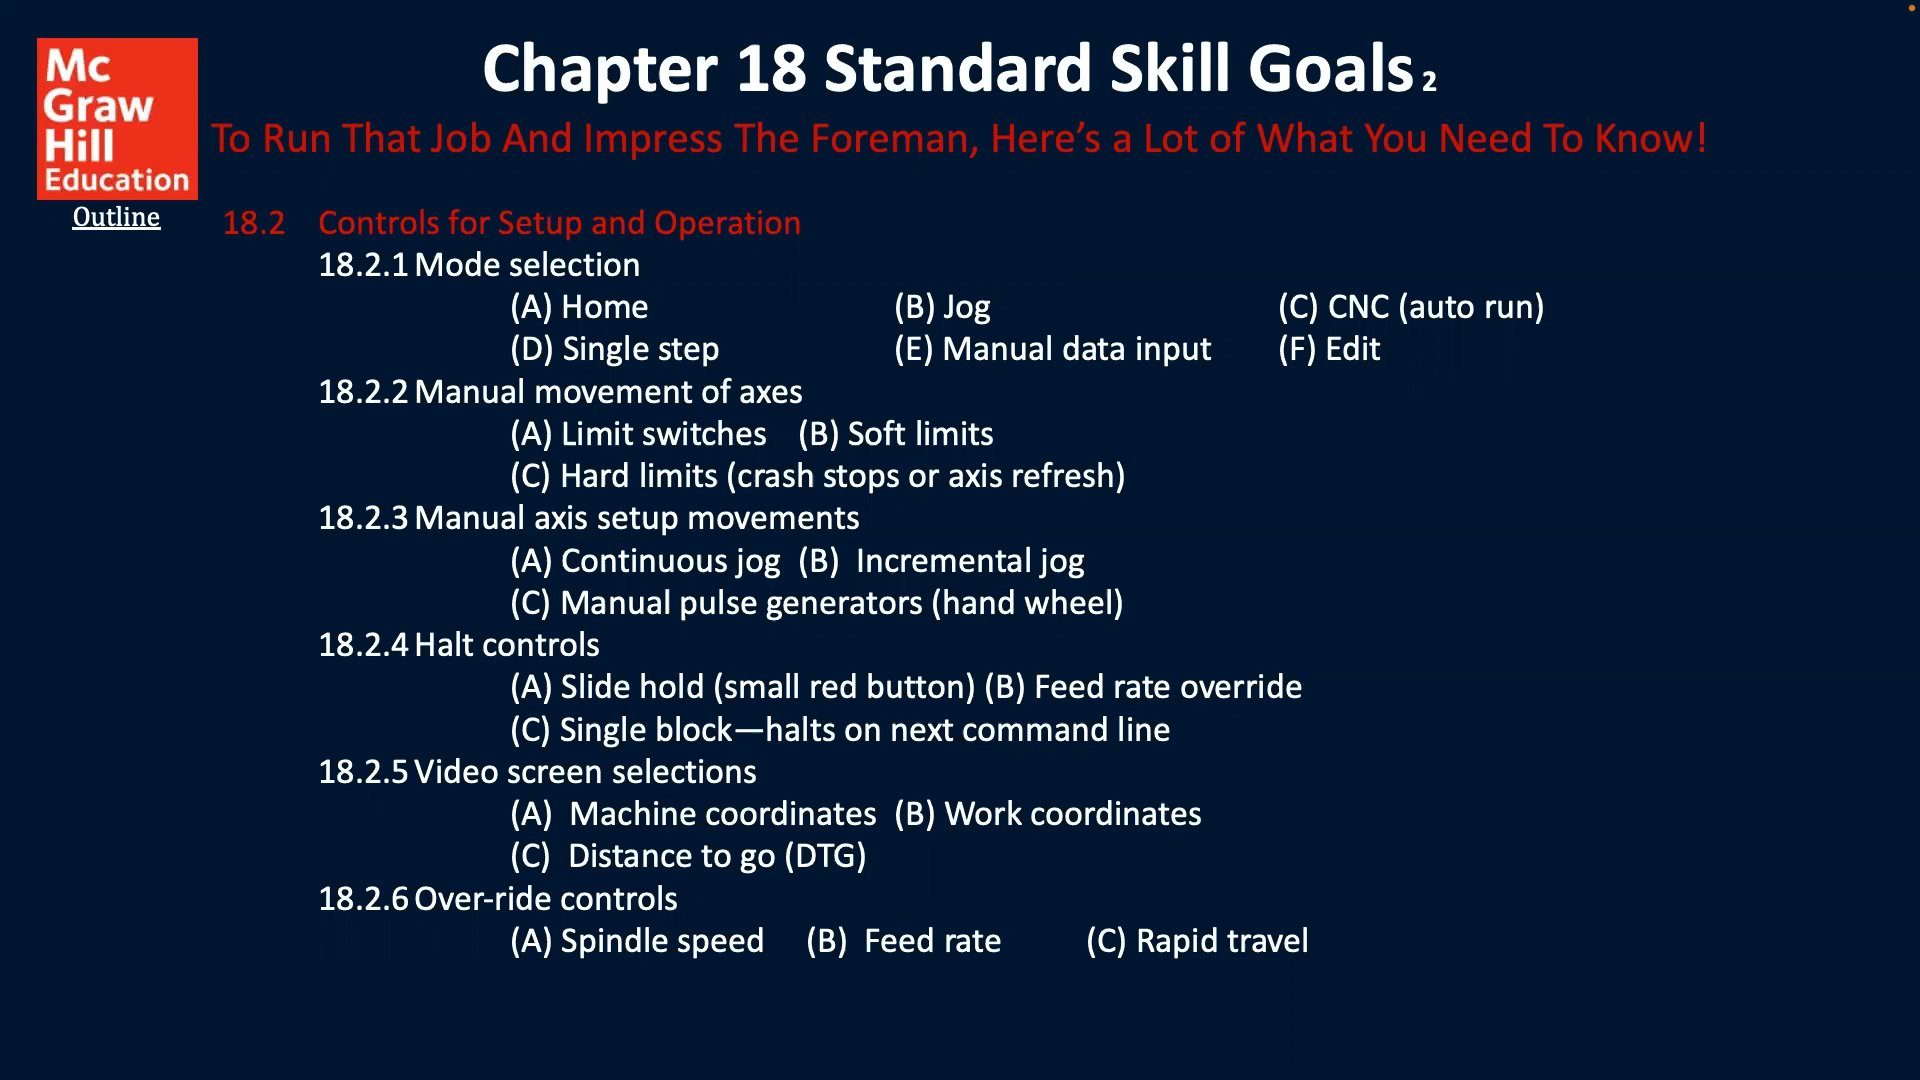 Mc
Graw
Hill
Education
Outline
Chapter 18 Standard Skill Goals 2
To Run That Job And Impress The Foreman, Here’s a Lot of What You Need To Know!
18.2 Controls for Setup and Operation
18.2.1 Mode selection
(A) Home (B) Jog (C) CNC (auto run)
(D) Single step (E) Manual data input (F) Edit
18.2.2 Manual movement of axes
(A) Limit switches (B) Soft limits
(C) Hard limits (crash stops or axis refresh)
18.2.3 Manual axis setup movements
(A) Continuous jog (B) Incremental jog
(C) Manual pulse generators (hand wheel)
18.2.4 Halt controls
(A) Slide hold (small red button) (B) Feed rate override
(C) Single block—halts on next command line
18.2.5 Video screen selections
(A) Machine coordinates (B) Work coordinates
(C) Distance to go (DTG)
18.2.6 Over-ride controls
(A) Spindle speed (B) Feed rate (C) Rapid travel